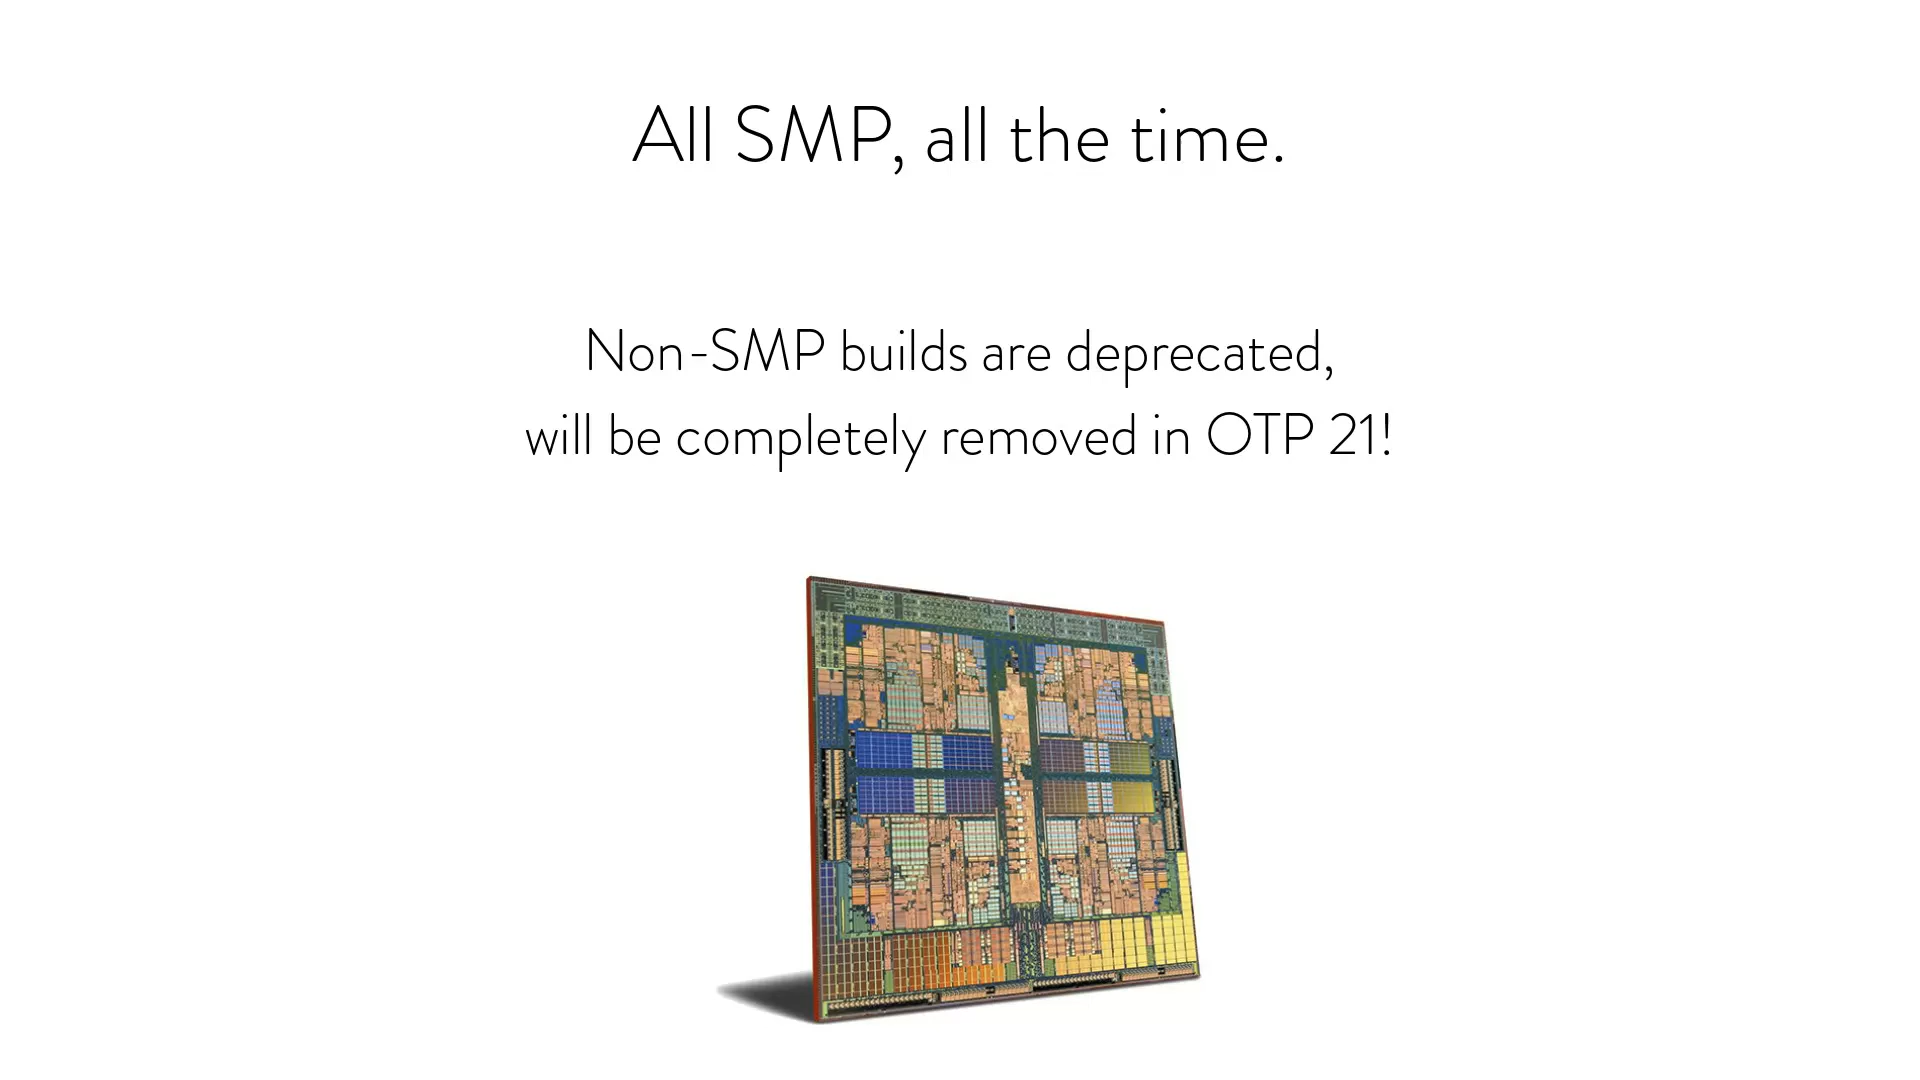 All SMP, all the time.
Non-SMP builds are deprecated,
will be completely removed in OTP 21!